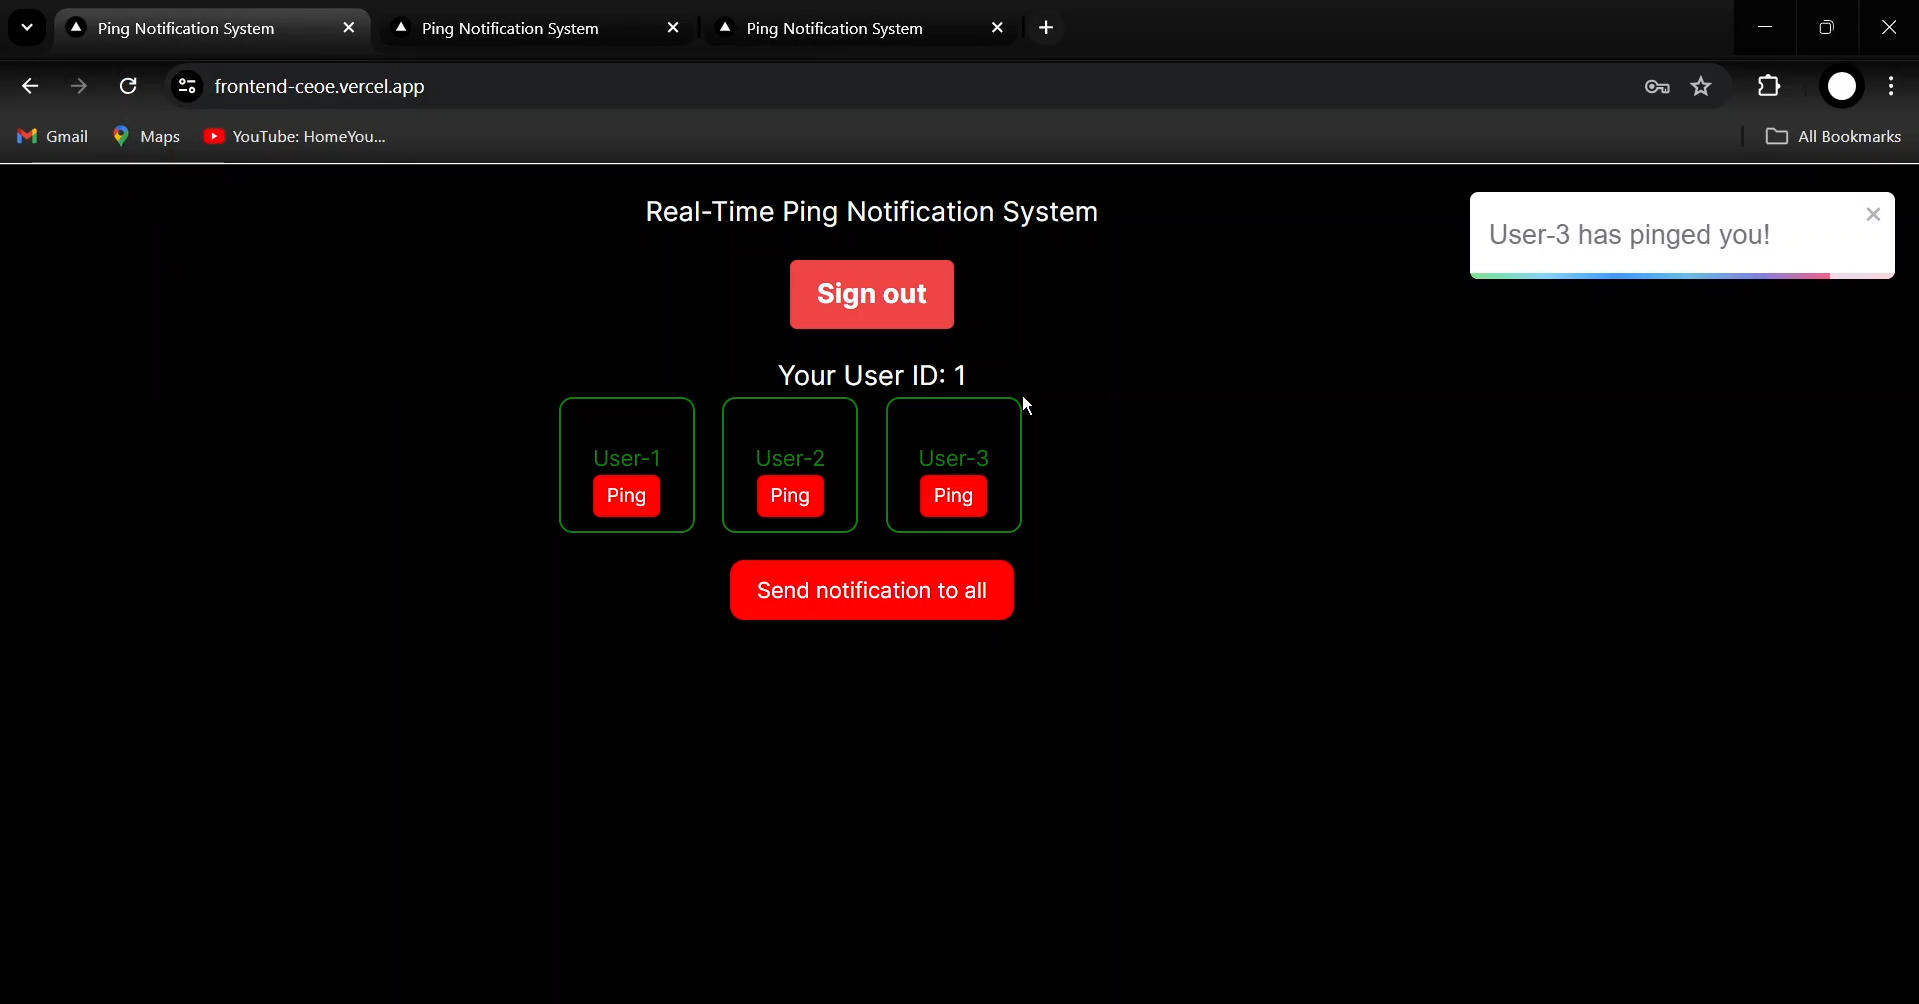 Ping Notification System
Ping Notification System
Ping Notification System
frontend-ceoe.vercel.app
Gmail
Maps
YouTube: HomeYou...
All Bookmarks
Real-Time Ping Notification System
User-3 has pinged you!
Sign out
Your User ID: 1
User-1
User-2
User-3
Ping
Ping
Ping
Send notification to all